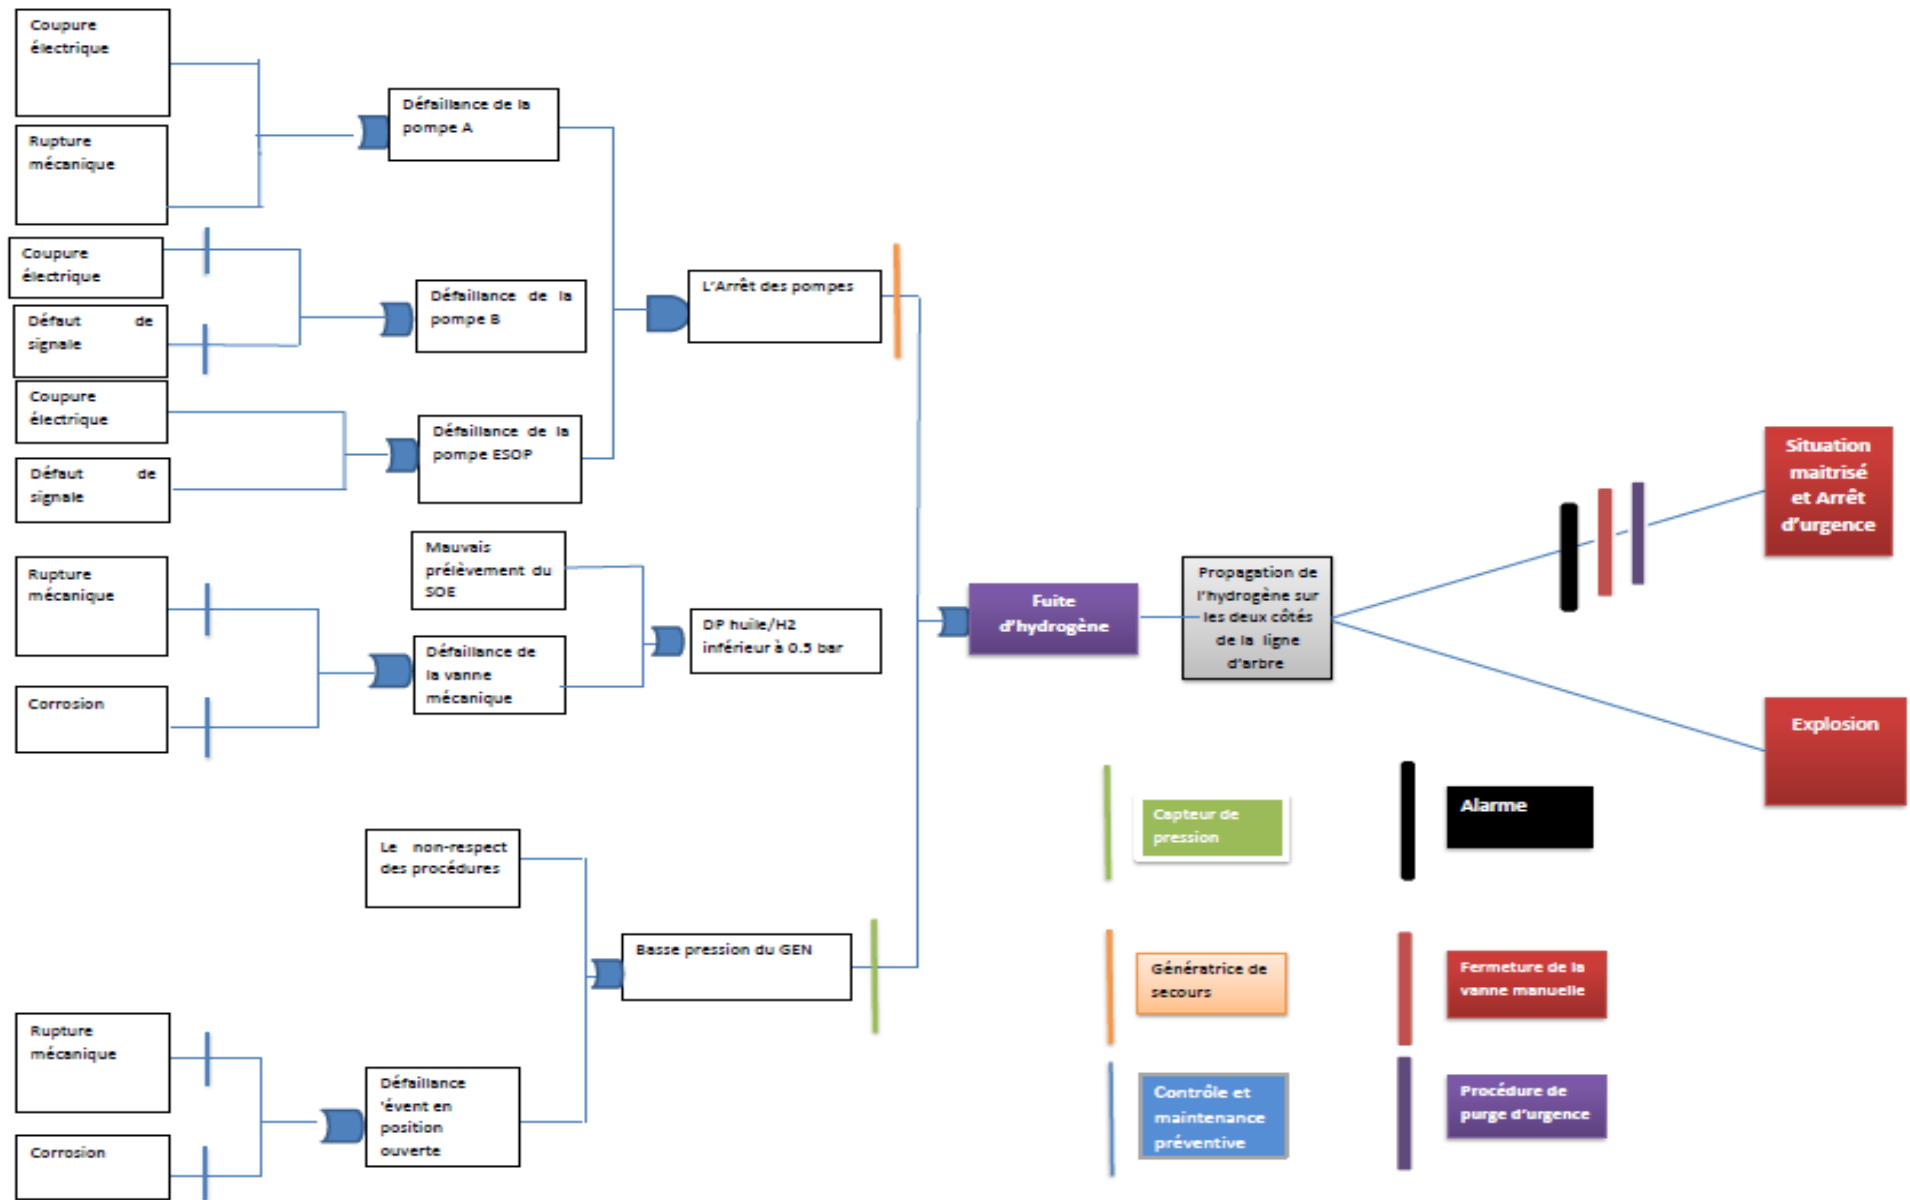 Coupure
électrique
Rupture
mécanique
Coupure
électrique
Défaut de
signale
Coupure
électrique
Défaut de
signale
Rupture
mécanique
Corrosion
Rupture
mécanique
Corrosion
Défaillance de la
pompe A
Défaillance de la
pompe B
Défaillance de la
pompe ESOP
Mauvais
prélèvement du
SOE
Défaillance de
la vanne
mécanique
Le non-respect
des procédures
Défaillance
'évent en
position
ouverte
L'Arrêt des pompes
DP huile/H2
inférieur à 0.5 bar
Basse pression du GEN
Fuite
d'hydrogène
Propagation de
l'hydrogène sur
les deux côtés
de la ligne
d'arbre
Situation
maitrisé
et Arrêt
d'urgence
Explosion
Capteur de
pression
Alarme
Génératrice de
secours
Fermeture de la
vanne manuelle
Contrôle et
maintenance
préventive
Procédure de
purge d'urgence